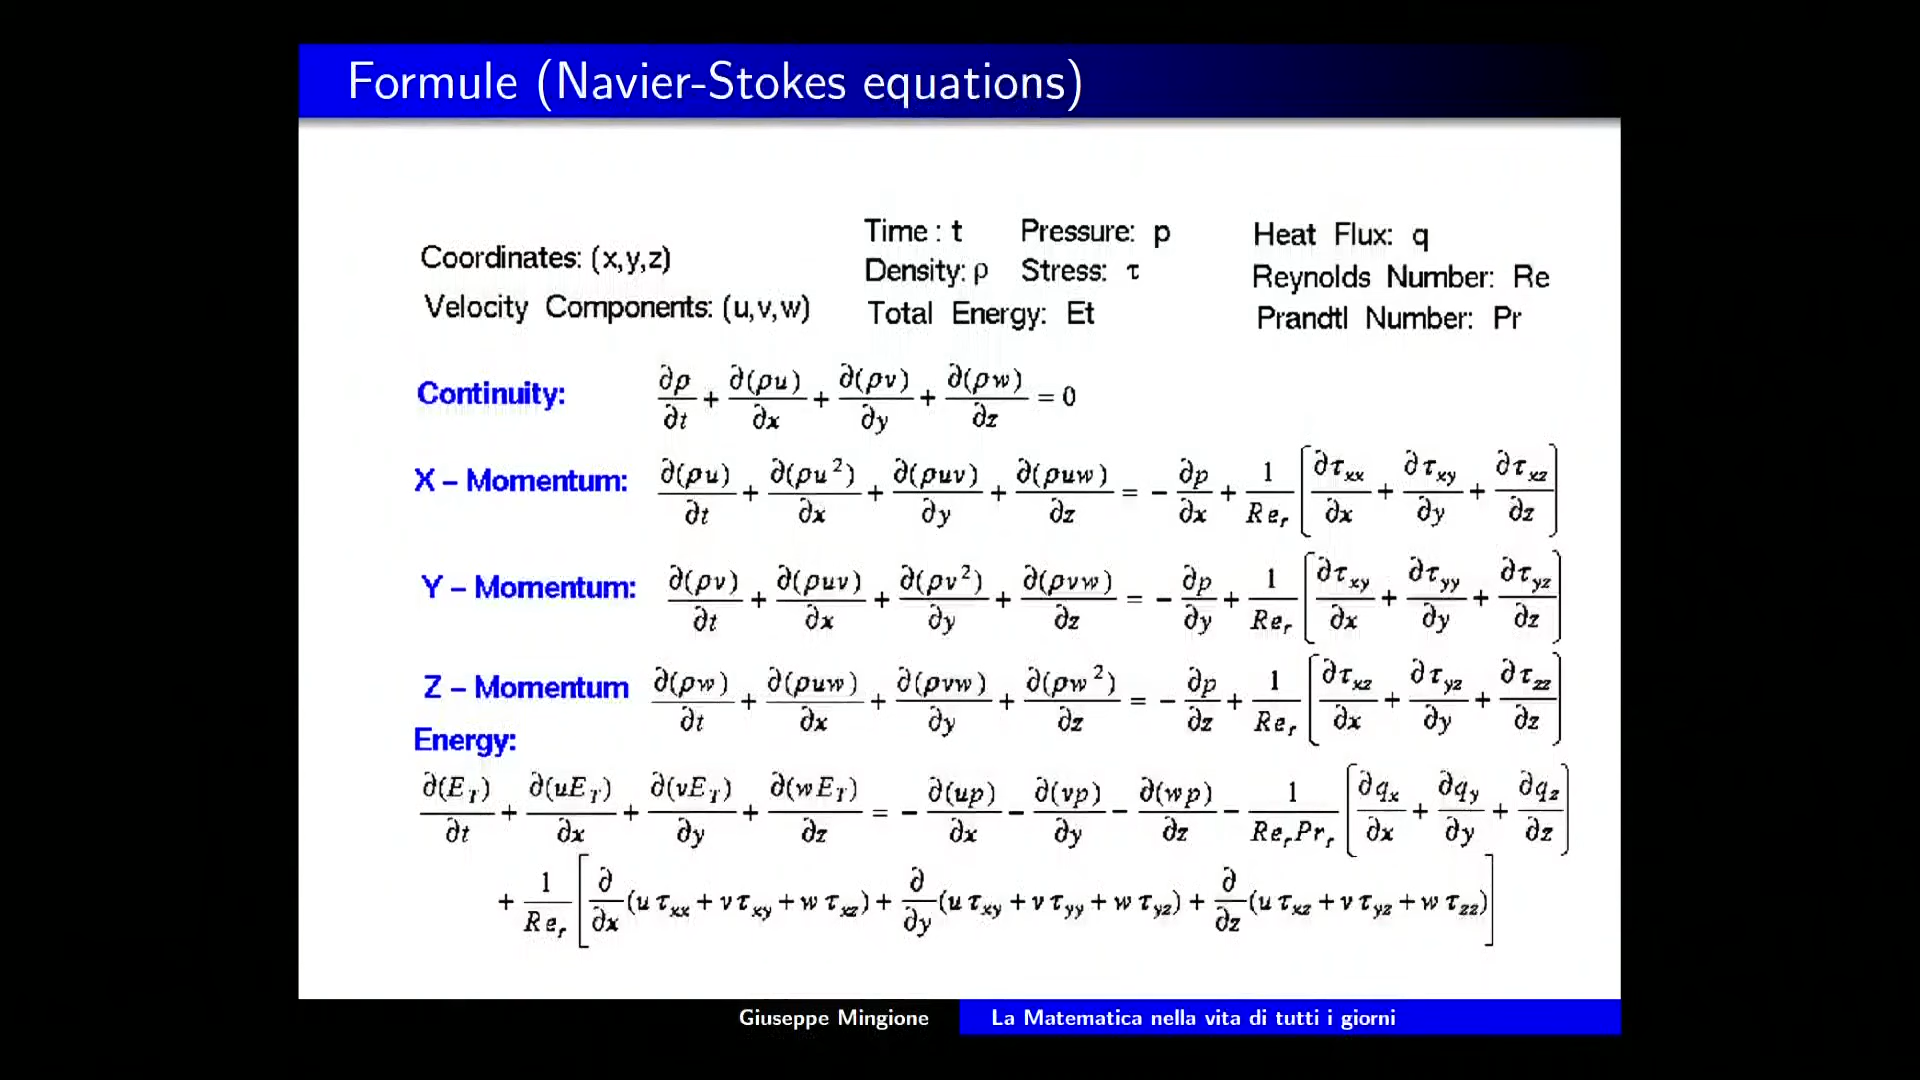 Formule (Navier-Stokes equations)
Coordinates: (x,y,z)
Velocity Components: (u,v,w)
Time : t Pressure: p
Density: ρ Stress: τ
Total Energy: Et
Heat Flux: q
Reynolds Number: Re
Prandtl Number: Pr
Continuity: ∂ρ/∂t + ∂(ρu)/∂x + ∂(ρv)/∂y + ∂(ρw)/∂z = 0
X – Momentum: ∂(ρu)/∂t + ∂(ρu²)/∂x + ∂(ρuv)/∂y + ∂(ρuw)/∂z = − ∂p/∂x + 1/Re_r [∂τ_xx/∂x + ∂τ_xy/∂y + ∂τ_xz/∂z]
Y – Momentum: ∂(ρv)/∂t + ∂(ρuv)/∂x + ∂(ρv²)/∂y + ∂(ρvw)/∂z = − ∂p/∂y + 1/Re_r [∂τ_xy/∂x + ∂τ_yy/∂y + ∂τ_yz/∂z]
Z – Momentum ∂(ρw)/∂t + ∂(ρuw)/∂x + ∂(ρvw)/∂y + ∂(ρw²)/∂z = − ∂p/∂z + 1/Re_r [∂τ_xz/∂x + ∂τ_yz/∂y + ∂τ_zz/∂z]
Energy:
∂(E_T)/∂t + ∂(uE_T)/∂x + ∂(vE_T)/∂y + ∂(wE_T)/∂z = − ∂(up)/∂x − ∂(vp)/∂y − ∂(wp)/∂z − 1/Re_rPr_r [∂q_x/∂x + ∂q_y/∂y + ∂q_z/∂z]
+ 1/Re_r [∂/∂x (u τ_xx + v τ_xy + w τ_xz) + ∂/∂y (u τ_xy + v τ_yy + w τ_yz) + ∂/∂z (u τ_xz + v τ_yz + w τ_zz)]
Giuseppe Mingione La Matematica nella vita di tutti i giorni